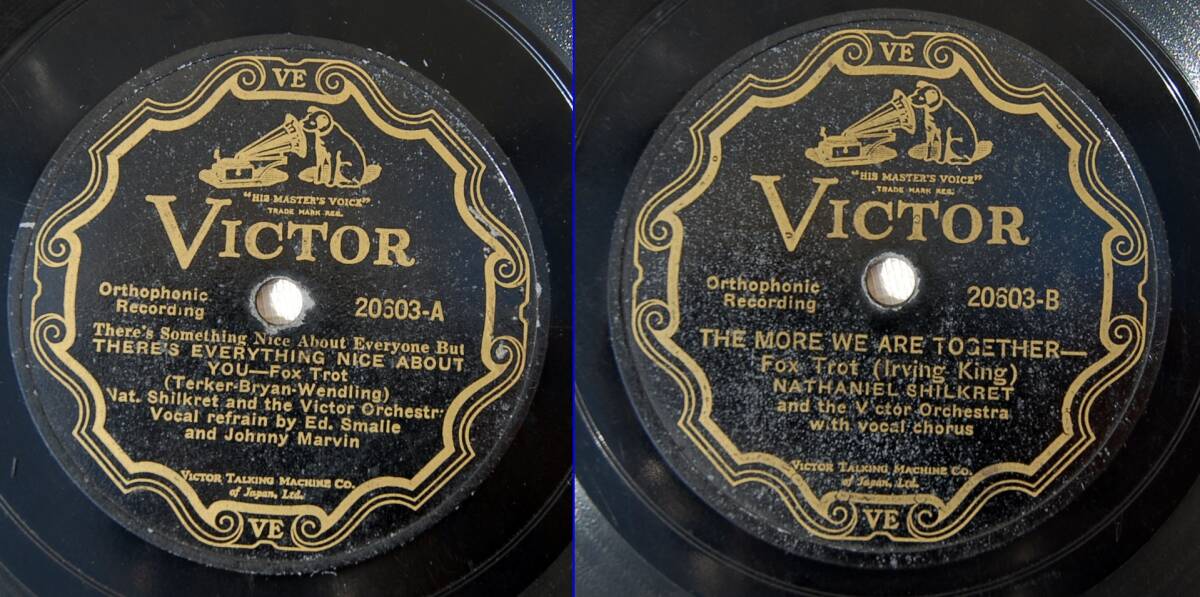 VE
"HIS MASTER'S VOICE"
TRADE MARK REG.
VICTOR
Orthophonic
Recording
20603-A
There's Something Nice About Everyone But
THERE'S EVERYTHING NICE ABOUT
YOU—Fox Trot
(Terker-Bryan-Wendling)
Nat. Shilkret and the Victor Orchestr
Vocal refrain by Ed. Smalle
and Johnny Marvin
VICTOR TALKING MACHINE CO.
of Japan, Ltd.
VE
VE
"HIS MASTER'S VOICE"
TRADE MARK REG.
VICTOR
Orthophonic
Recording
20603-B
THE MORE WE ARE TOGETHER—
Fox Trot (Irving King)
NATHANIEL SHILKRET
and the Victor Orchestra
with vocal chorus
VICTOR TALKING MACHINE CO.
of Japan, Ltd.
VE